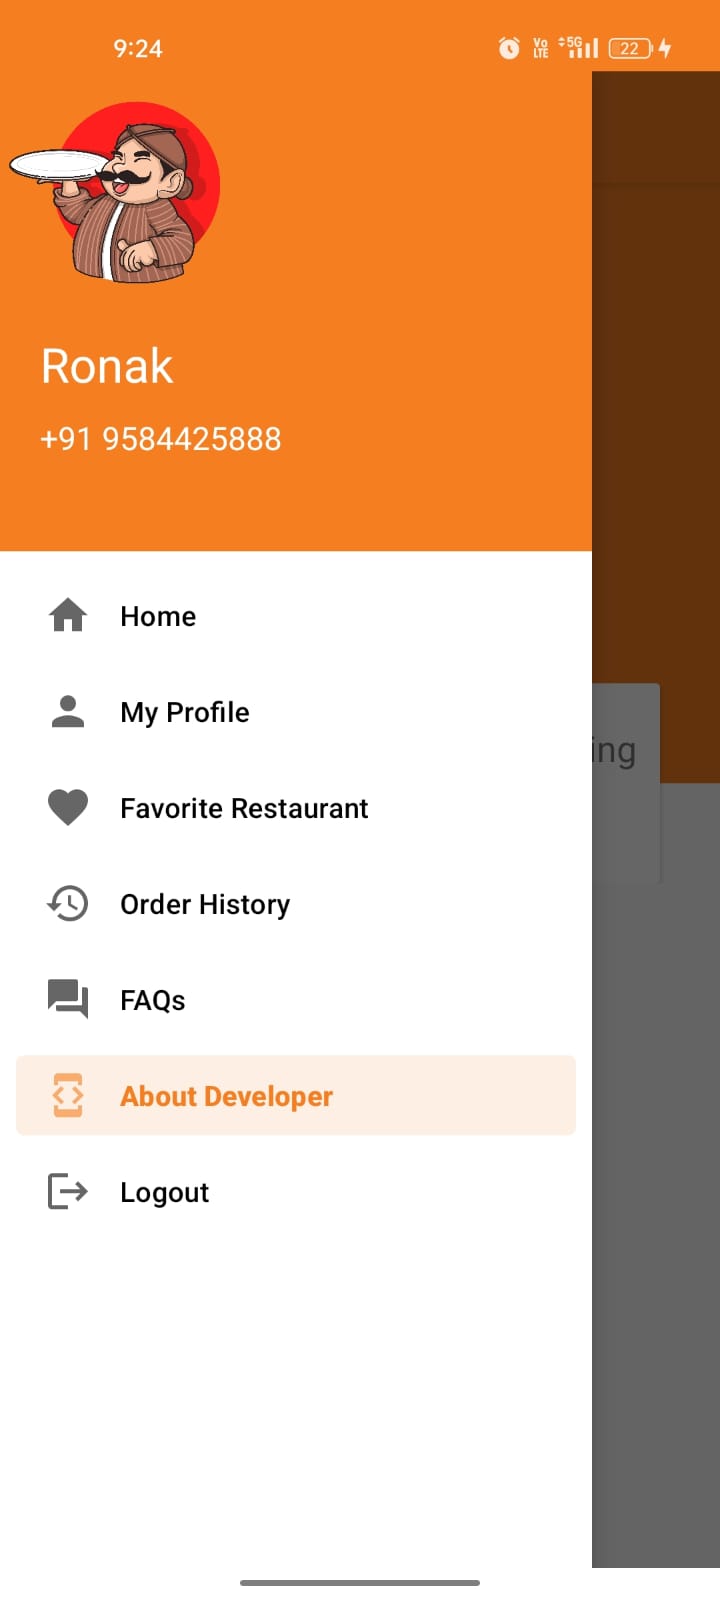 9:24
Vo
LTE
5G
22
Ronak
+91 9584425888
Home
My Profile
ing
Favorite Restaurant
Order History
FAQs
About Developer
Logout